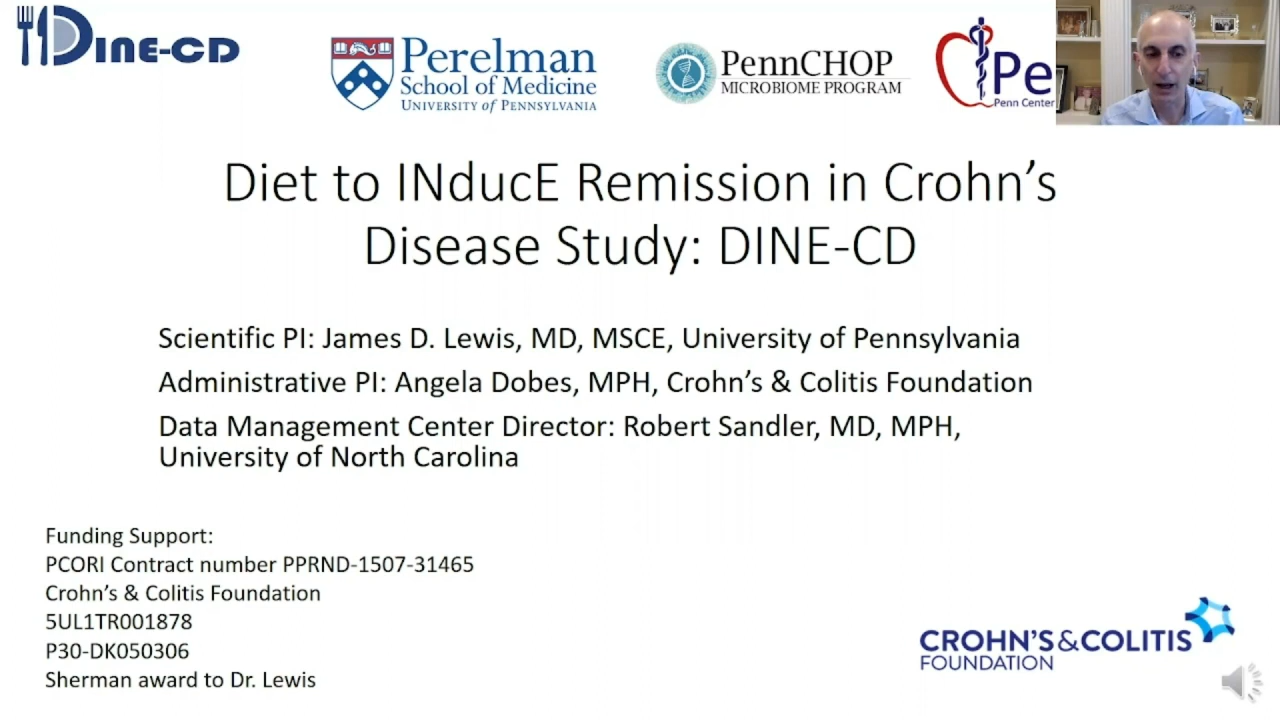 DINE-CD
Perelman
School of Medicine
UNIVERSITY of PENNSYLVANIA
PennCHOP
MICROBIOME PROGRAM
Pe
Penn Center
Diet to INducE Remission in Crohn's
Disease Study: DINE-CD
Scientific PI: James D. Lewis, MD, MSCE, University of Pennsylvania
Administrative PI: Angela Dobes, MPH, Crohn's & Colitis Foundation
Data Management Center Director: Robert Sandler, MD, MPH,
University of North Carolina
Funding Support:
PCORI Contract number PPRND-1507-31465
Crohn's & Colitis Foundation
5UL1TR001878
P30-DK050306
Sherman award to Dr. Lewis
CROHN'S & COLITIS
FOUNDATION